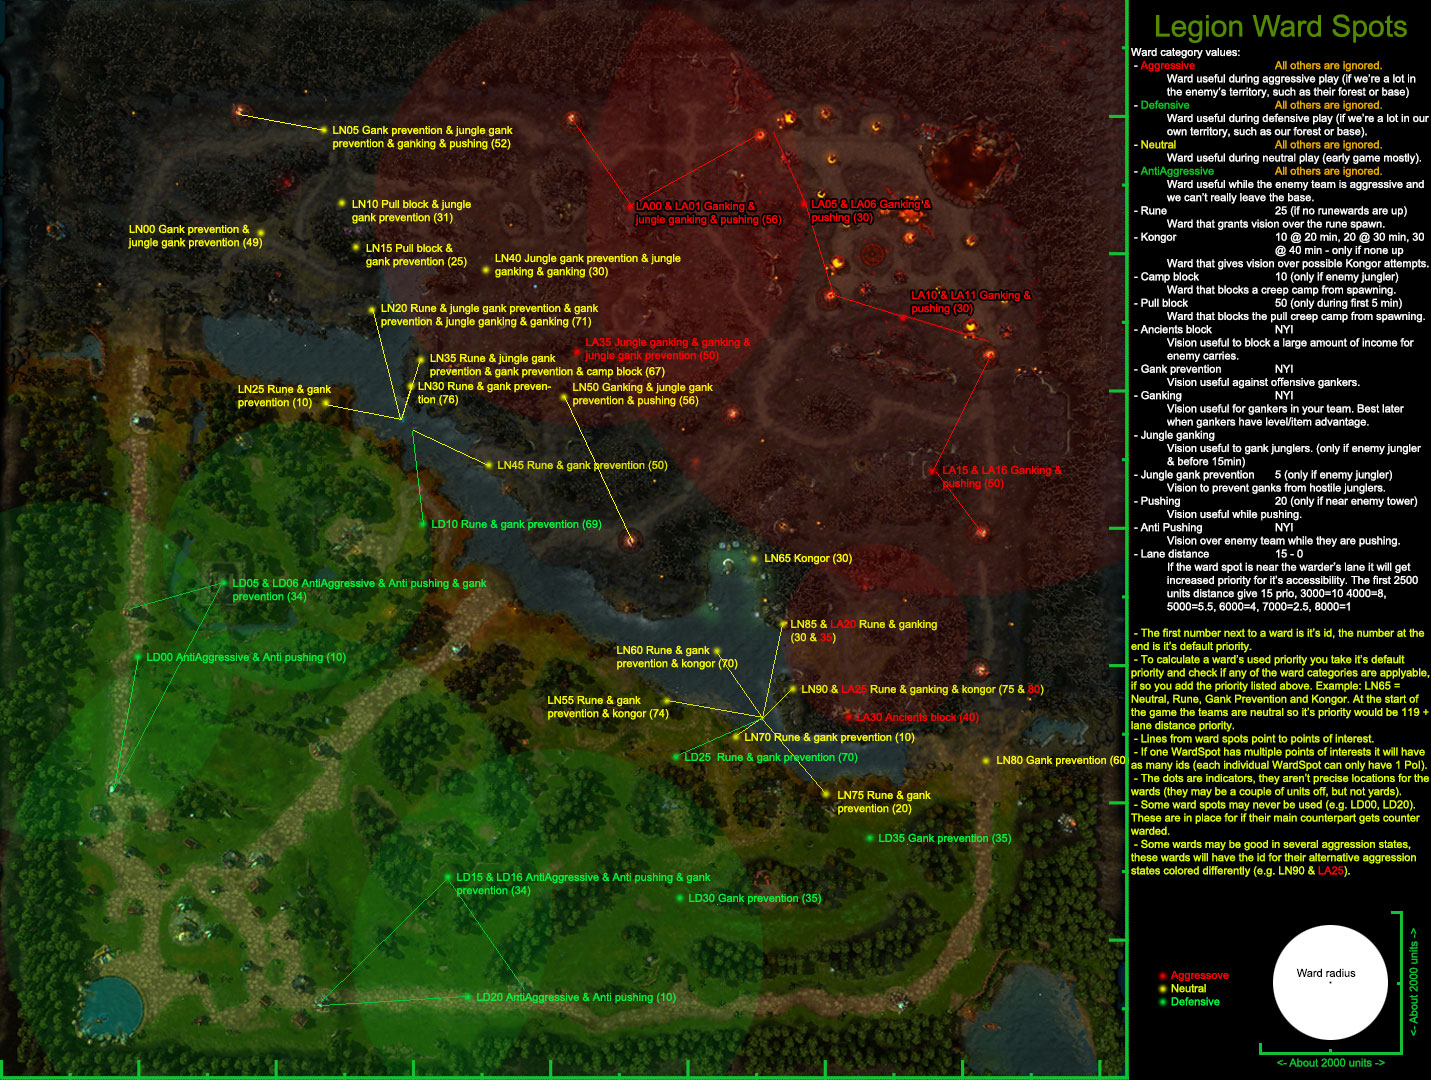 Legion Ward Spots
Ward category values:
- Aggressive All others are ignored.
Ward useful during aggressive play (if we're a lot in
the enemy's territory, such as their forest or base)
- Defensive All others are ignored.
Ward useful during defensive play (if we're a lot in our
own territory, such as our forest or base).
- Neutral All others are ignored.
Ward useful during neutral play (early game mostly).
- AntiAggressive All others are ignored.
Ward useful while the enemy team is aggressive and
we can't really leave the base.
- Rune 25 (if no runewards are up)
Ward that grants vision over the rune spawn.
- Kongor 10 @ 20 min, 20 @ 30 min, 30
@ 40 min - only if none up
Ward that gives vision over possible Kongor attempts.
- Camp block 10 (only if enemy jungler)
Ward that blocks a creep camp from spawning.
- Pull block 50 (only during first 5 min)
Ward that blocks the pull creep camp from spawning.
- Ancients block NYI
Vision useful to block a large amount of income for
enemy carries.
- Gank prevention NYI
Vision useful against offensive gankers.
- Ganking NYI
Vision useful for gankers in your team. Best later
when gankers have level/item advantage.
- Jungle ganking
Vision useful to gank junglers. (only if enemy jungler
& before 15min)
- Jungle gank prevention 5 (only if enemy jungler)
Vision to prevent ganks from hostile junglers.
- Pushing 20 (only if near enemy tower)
Vision useful while pushing.
- Anti Pushing NYI
Vision over enemy team while they are pushing.
- Lane distance 15 - 0
If the ward spot is near the warder's lane it will get
increased priority for it's accessibility. The first 2500
units distance give 15 prio, 3000=10 4000=8,
5000=5.5, 6000=4, 7000=2.5, 8000=1
- The first number next to a ward is it's id, the number at the
end is it's default priority.
- To calculate a ward's used priority you take it's default
priority and check if any of the ward categories are applyable,
if so you add the priority listed above. Example: LN65 =
Neutral, Rune, Gank Prevention and Kongor. At the start of
the game the teams are neutral so it's priority would be 119 +
lane distance priority.
- Lines from ward spots point to points of interest.
- If one WardSpot has multiple points of interests it will have
as many ids (each individual WardSpot can only have 1 PoI).
- The dots are indicators, they aren't precise locations for the
wards (they may be a couple of units off, but not yards).
- Some ward spots may never be used (e.g. LD00, LD20).
These are in place for if their main counterpart gets counter
warded.
- Some wards may be good in several aggression states,
these wards will have the id for their alternative aggression
states colored differently (e.g. LN90 & LA25).
LN05 Gank prevention & jungle gank
prevention & ganking & pushing (52)
LN10 Pull block & jungle
gank prevention (31)
LN00 Gank prevention &
jungle gank prevention (49)
LN15 Pull block &
gank prevention (25)
LN40 Jungle gank prevention & jungle
ganking & ganking (30)
LA00 & LA01 Ganking &
jungle ganking & pushing (56)
LA05 & LA06 Ganking &
pushing (30)
LA10 & LA11 Ganking &
pushing (30)
LN20 Rune & jungle gank prevention & gank
prevention & jungle ganking & ganking (71)
LA35 Jungle ganking & ganking &
jungle gank prevention (50)
LN35 Rune & jungle gank
prevention & gank prevention & camp block (67)
LN30 Rune & gank preven-
tion (76)
LN50 Ganking & jungle gank
prevention & pushing (56)
LN25 Rune & gank
prevention (10)
LN45 Rune & gank prevention (50)
LA15 & LA16 Ganking &
pushing (50)
LD10 Rune & gank prevention (69)
LN65 Kongor (30)
LD05 & LD06 AntiAggressive & Anti pushing & gank
prevention (34)
LN85 & LA20 Rune & ganking
(30 & 35)
LD00 AntiAggressive & Anti pushing (10)
LN60 Rune & gank
prevention & kongor (70)
LN90 & LA25 Rune & ganking & kongor (75 & 80)
LN55 Rune & gank
prevention & kongor (74)
LA30 Ancients block (40)
LN70 Rune & gank prevention (10)
LD25 Rune & gank prevention (70)
LN80 Gank prevention (60
LN75 Rune & gank
prevention (20)
LD35 Gank prevention (35)
LD15 & LD16 AntiAggressive & Anti pushing & gank
prevention (34)
LD30 Gank prevention (35)
LD20 AntiAggressive & Anti pushing (10)
Aggressove
Neutral
Defensive
Ward radius
<- About 2000 units ->
<- About 2000 units ->